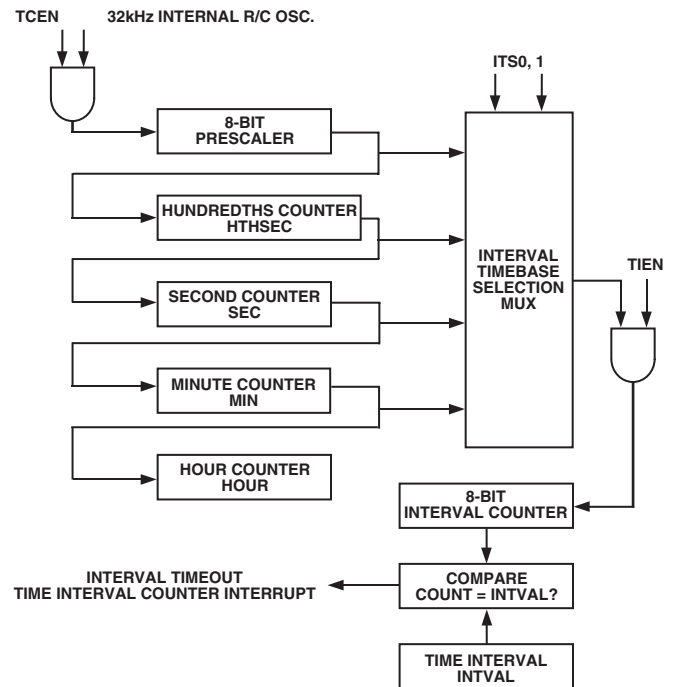 TCEN 32kHz INTERNAL R/C OSC.
ITS0, 1
8-BIT
PRESCALER
HUNDREDTHS COUNTER
HTHSEC
INTERVAL
TIMEBASE
SELECTION
MUX
TIEN
SECOND COUNTER
SEC
MINUTE COUNTER
MIN
HOUR COUNTER
HOUR
8-BIT
INTERVAL COUNTER
INTERVAL TIMEOUT
TIME INTERVAL COUNTER INTERRUPT
COMPARE
COUNT = INTVAL?
TIME INTERVAL
INTVAL